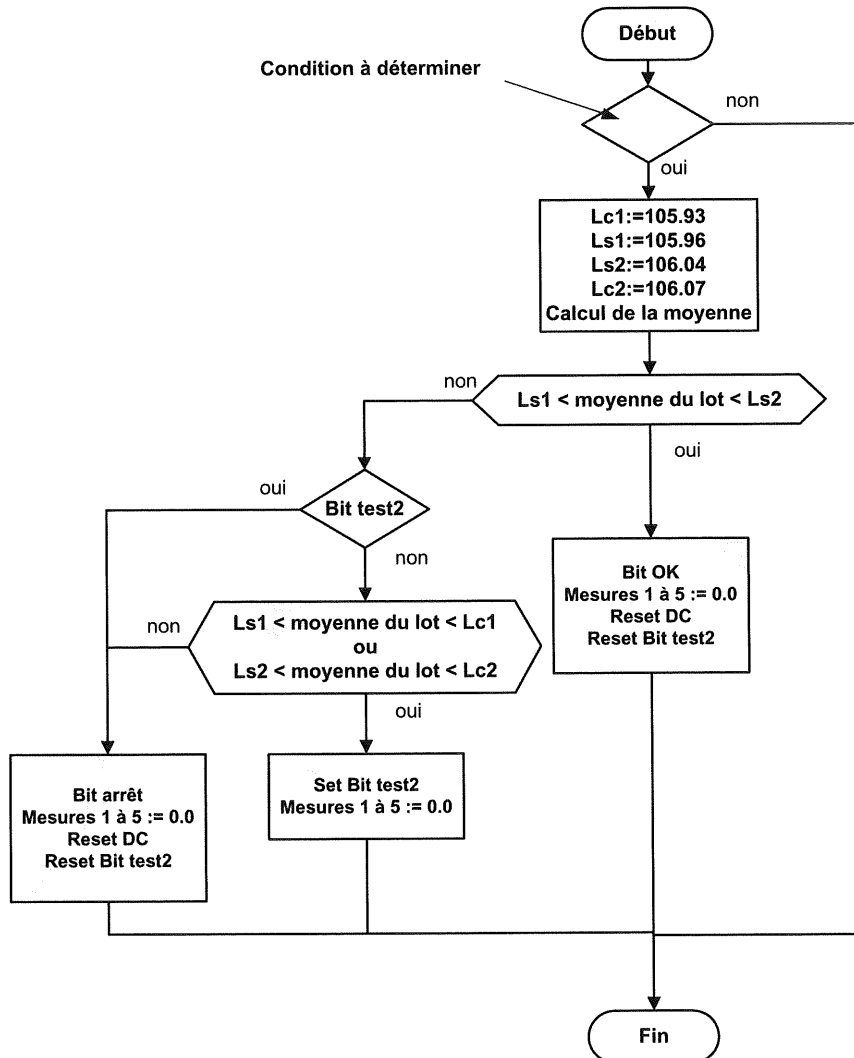 Début
Condition à déterminer
non
oui
Lc1:=105.93
Ls1:=105.96
Ls2:=106.04
Lc2:=106.07
Calcul de la moyenne
non
Ls1 < moyenne du lot < Ls2
oui
oui
Bit test2
non
Bit OK
Mesures 1 à 5 := 0.0
Reset DC
Reset Bit test2
non
Ls1 < moyenne du lot < Lc1
ou
Ls2 < moyenne du lot < Lc2
oui
Bit arrêt
Mesures 1 à 5 := 0.0
Reset DC
Reset Bit test2
Set Bit test2
Mesures 1 à 5 := 0.0
Fin